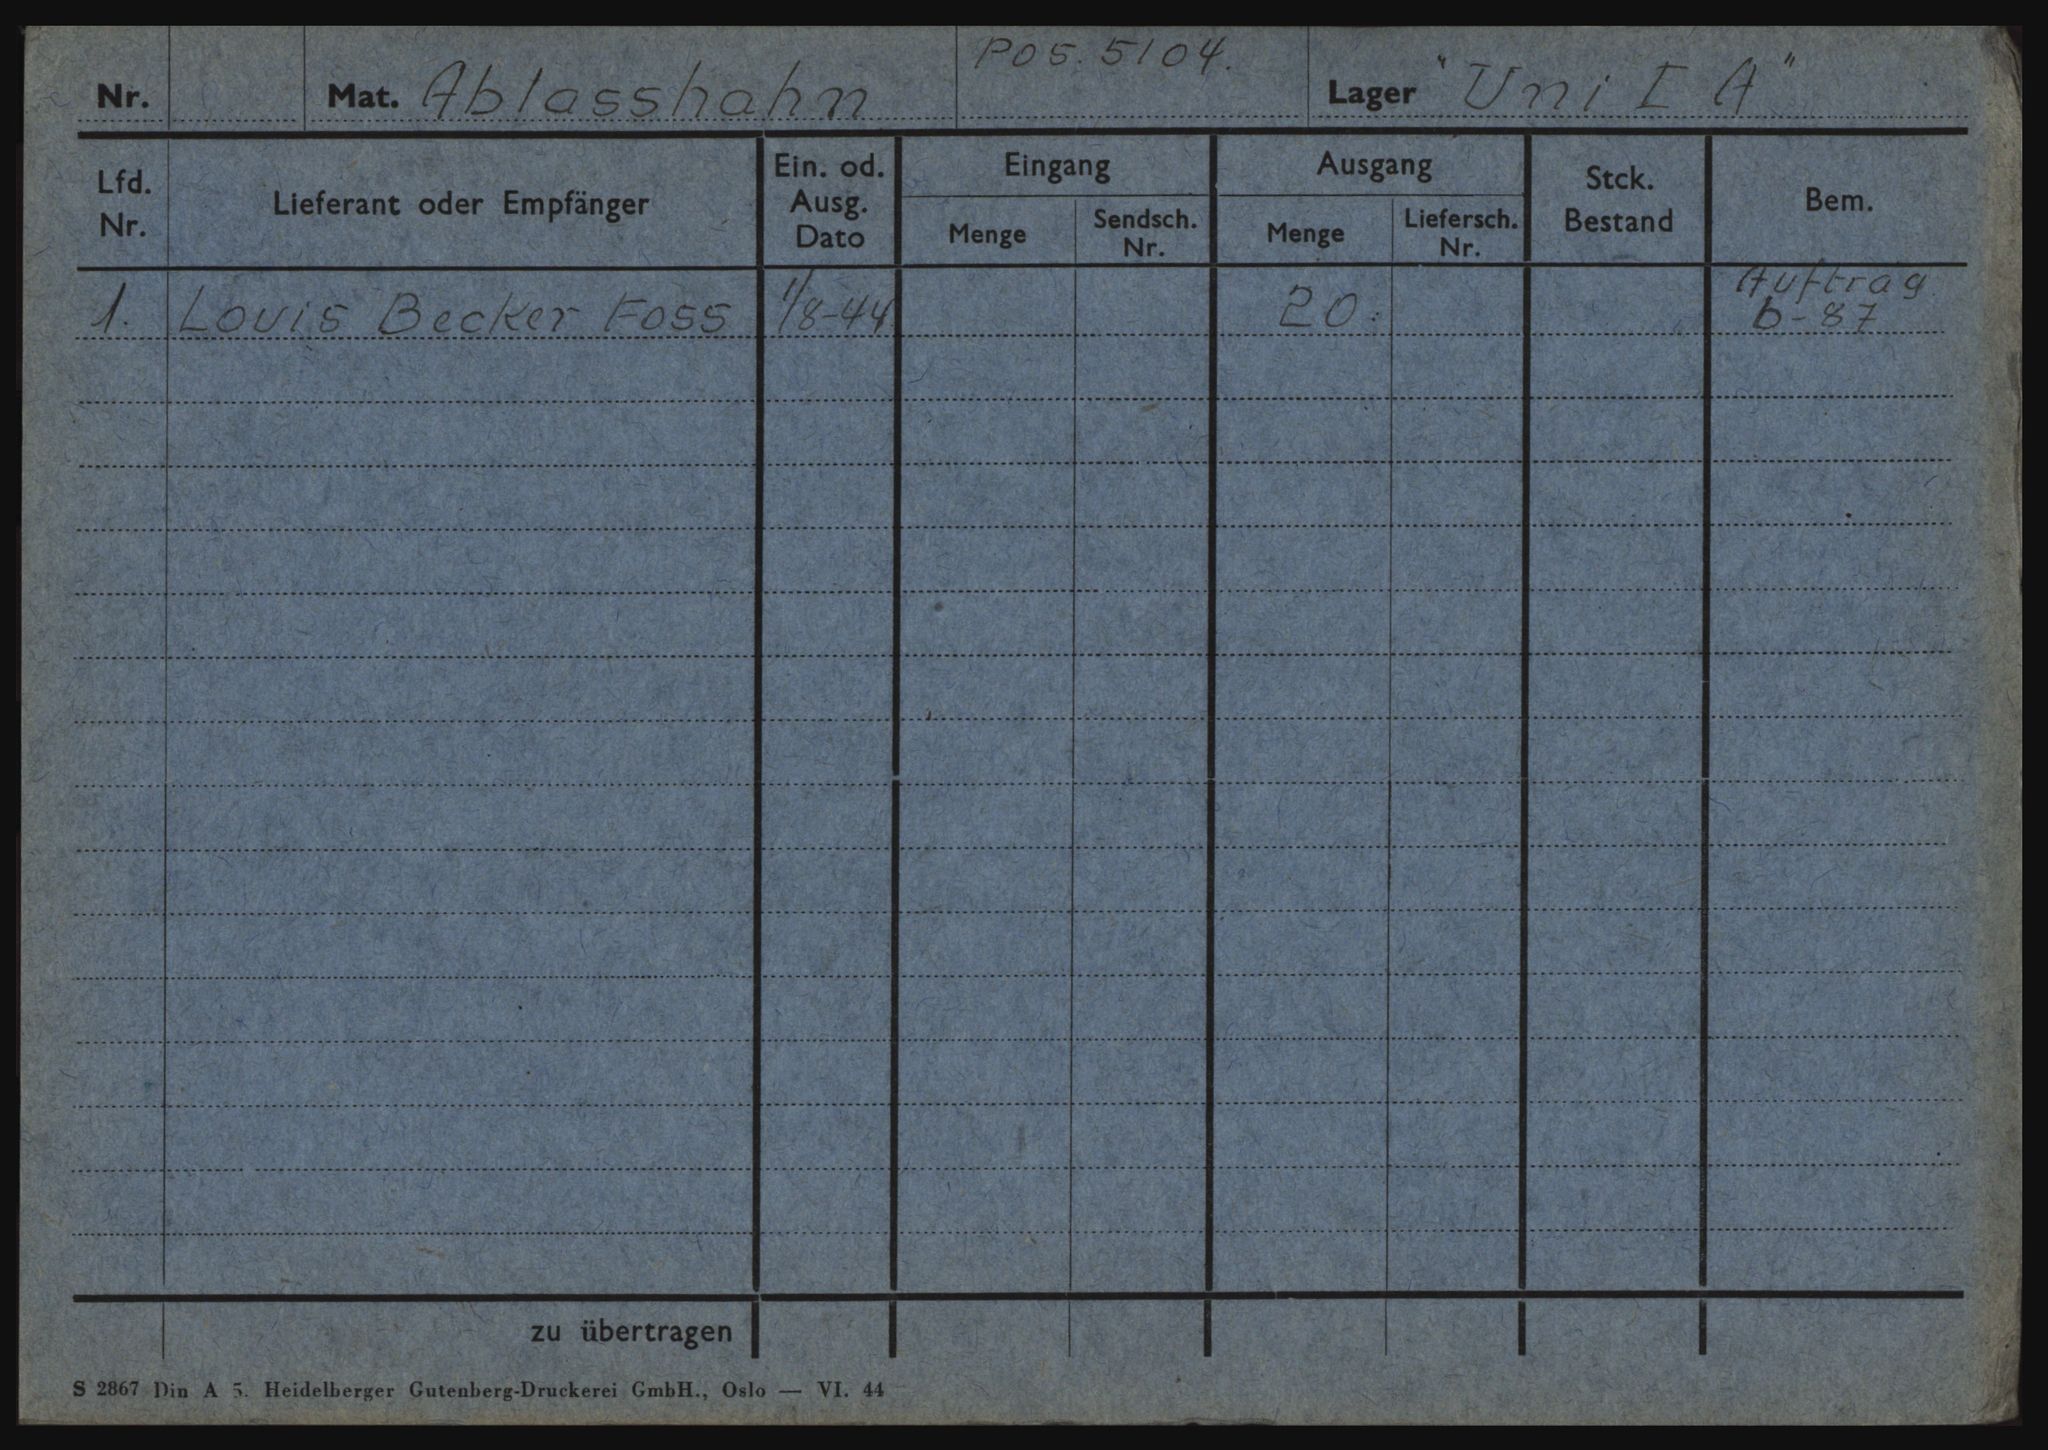 Nr. Mat. Ablasshahn Pos. 5104. Lager "Uni I A"
Lfd. Nr. Lieferant oder Empfänger Ein. od. Ausg. Dato Eingang Menge Sendsch. Nr. Ausgang Menge Liefersch. Nr. Stck. Bestand Bem.
1. Louis Becker Foss 1/8-44 20. Auftrag
b-87
zu übertragen
S 2867 Din A 5. Heidelberger Gutenberg-Druckerei GmbH., Oslo — VI. 44